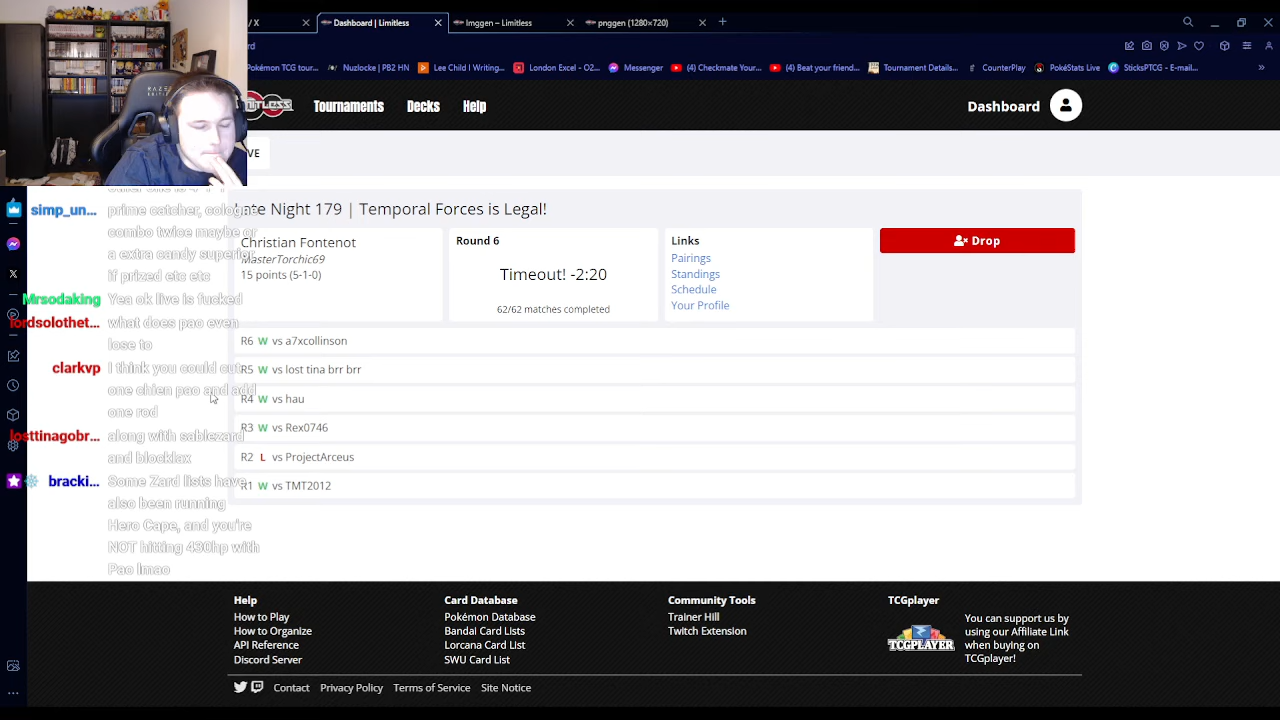 / X
Dashboard | Limitless
Imggen – Limitless
pnggen (1280×720)
Pokémon TCG tour...
Nuzlocke | PB2 HN
Lee Child I Writing...
London Excel - O2...
Messenger
(4) Checkmate Your...
(4) Beat your friend...
Tournament Details...
CounterPlay
PokéStats Live
SticksPTCG - E-mail...
Tournaments
Decks
Help
Dashboard
VE
simp_un... prime catcher, cologne
combo twice maybe or
a extra candy superior
if prized etc etc
Mrsodaking Yea ok live is fucked
lordsolothet... what does pao even
lose to
clarkvp I think you could cut
one chien pao and add
one rod
losttinagobr... along with sablezard
and blocklax
bracki... Some Zard lists have
also been running
Hero Cape, and you're
NOT hitting 430hp with
Pao lmao
Late Night 179 | Temporal Forces is Legal!
Christian Fontenot
MasterTorchic69
15 points (5-1-0)
Round 6
Timeout! -2:20
62/62 matches completed
Links
Pairings
Standings
Schedule
Your Profile
Drop
R6 W vs a7xcollinson
R5 W vs lost tina brr brr
R4 W vs hau
R3 W vs Rex0746
R2 L vs ProjectArceus
R1 W vs TMT2012
Help
How to Play
How to Organize
API Reference
Discord Server
Card Database
Pokémon Database
Bandai Card Lists
Lorcana Card List
SWU Card List
Community Tools
Trainer Hill
Twitch Extension
TCGplayer
TCGPLAYER
You can support us by
using our Affiliate Link
when buying on
TCGplayer!
Contact
Privacy Policy
Terms of Service
Site Notice